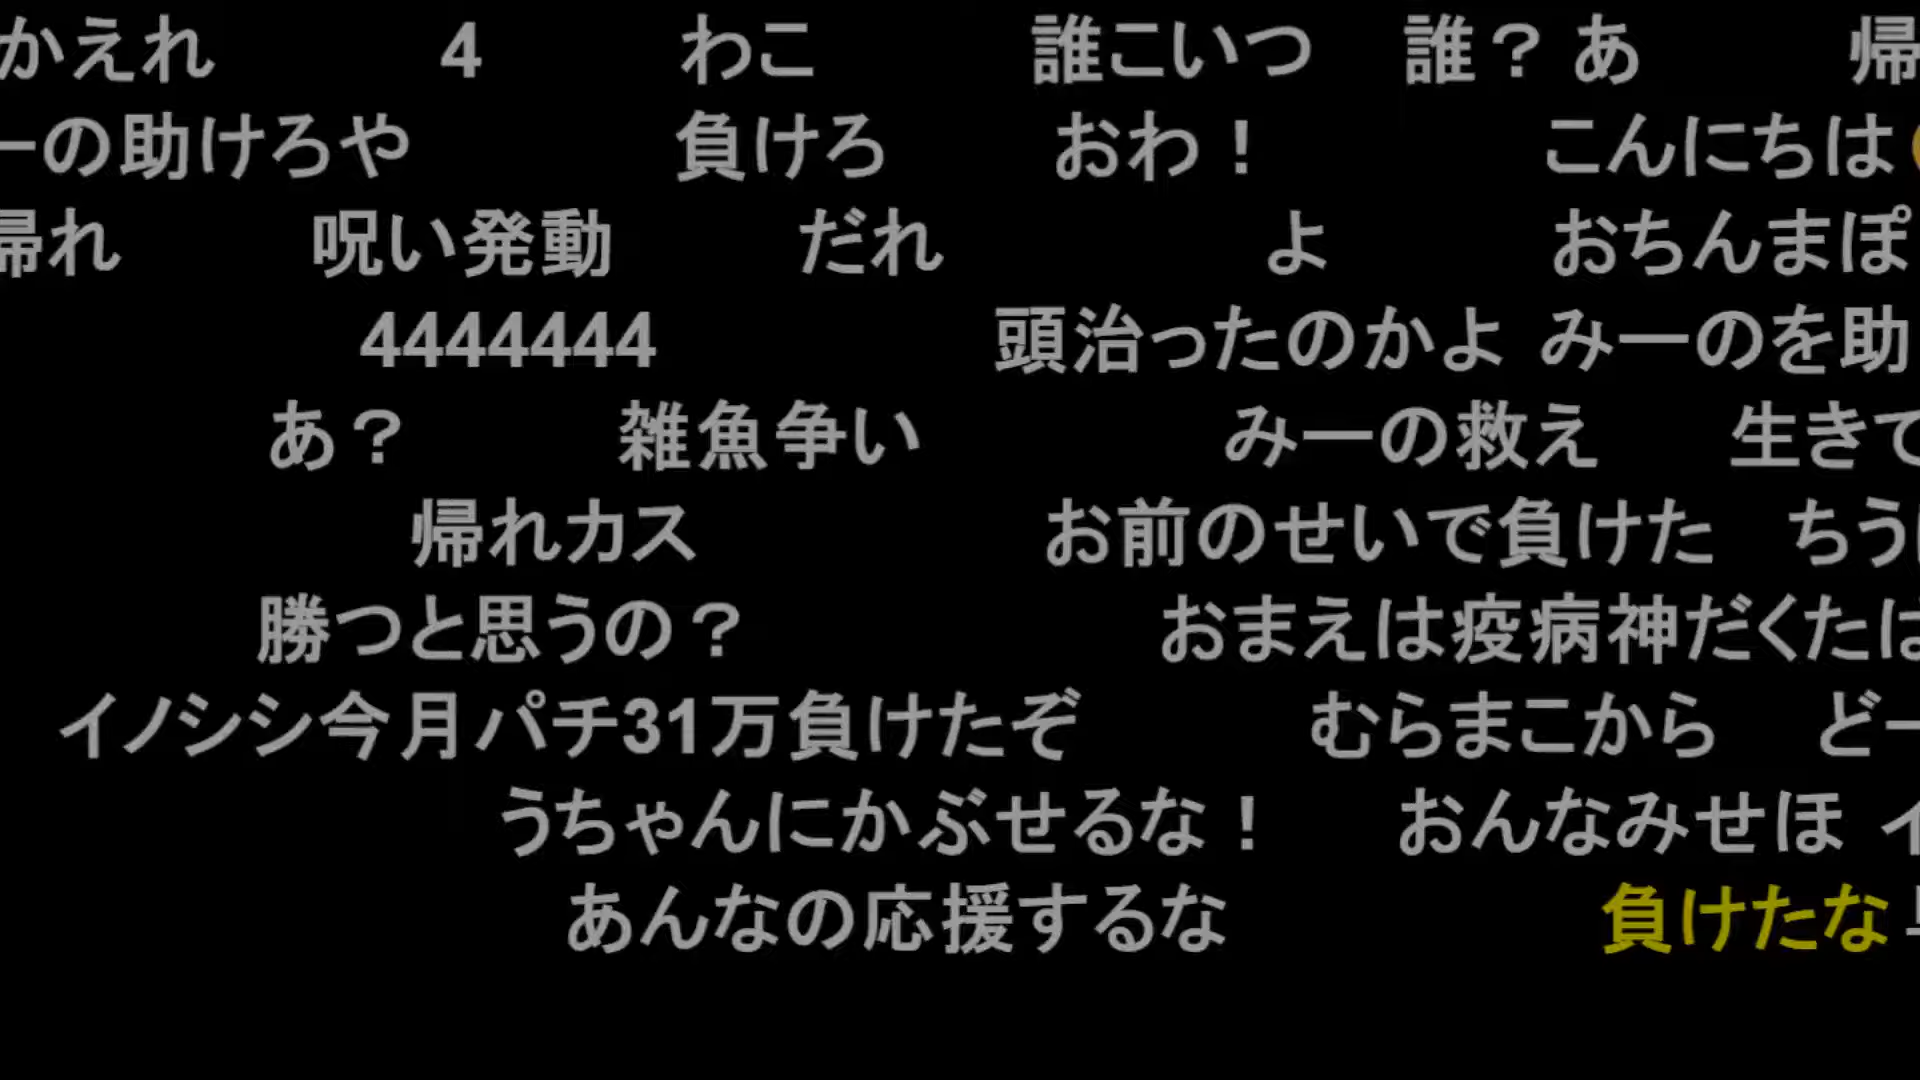 かえれ 4 わこ 誰こいつ 誰？ あ 帰
ーの助けろや 負けろ おわ！ こんにちは
帰れ 呪い発動 だれ よ おちんまぽ
4444444 頭治ったのかよ みーのを助
あ？ 雑魚争い みーの救え 生きて
帰れカス お前のせいで負けた ちう
勝つと思うの？ おまえは疫病神だくたは
イノシシ今月パチ31万負けたぞ むらまこから どー
うちゃんにかぶせるな！ おんなみせほ イ
あんなの応援するな 負けたな